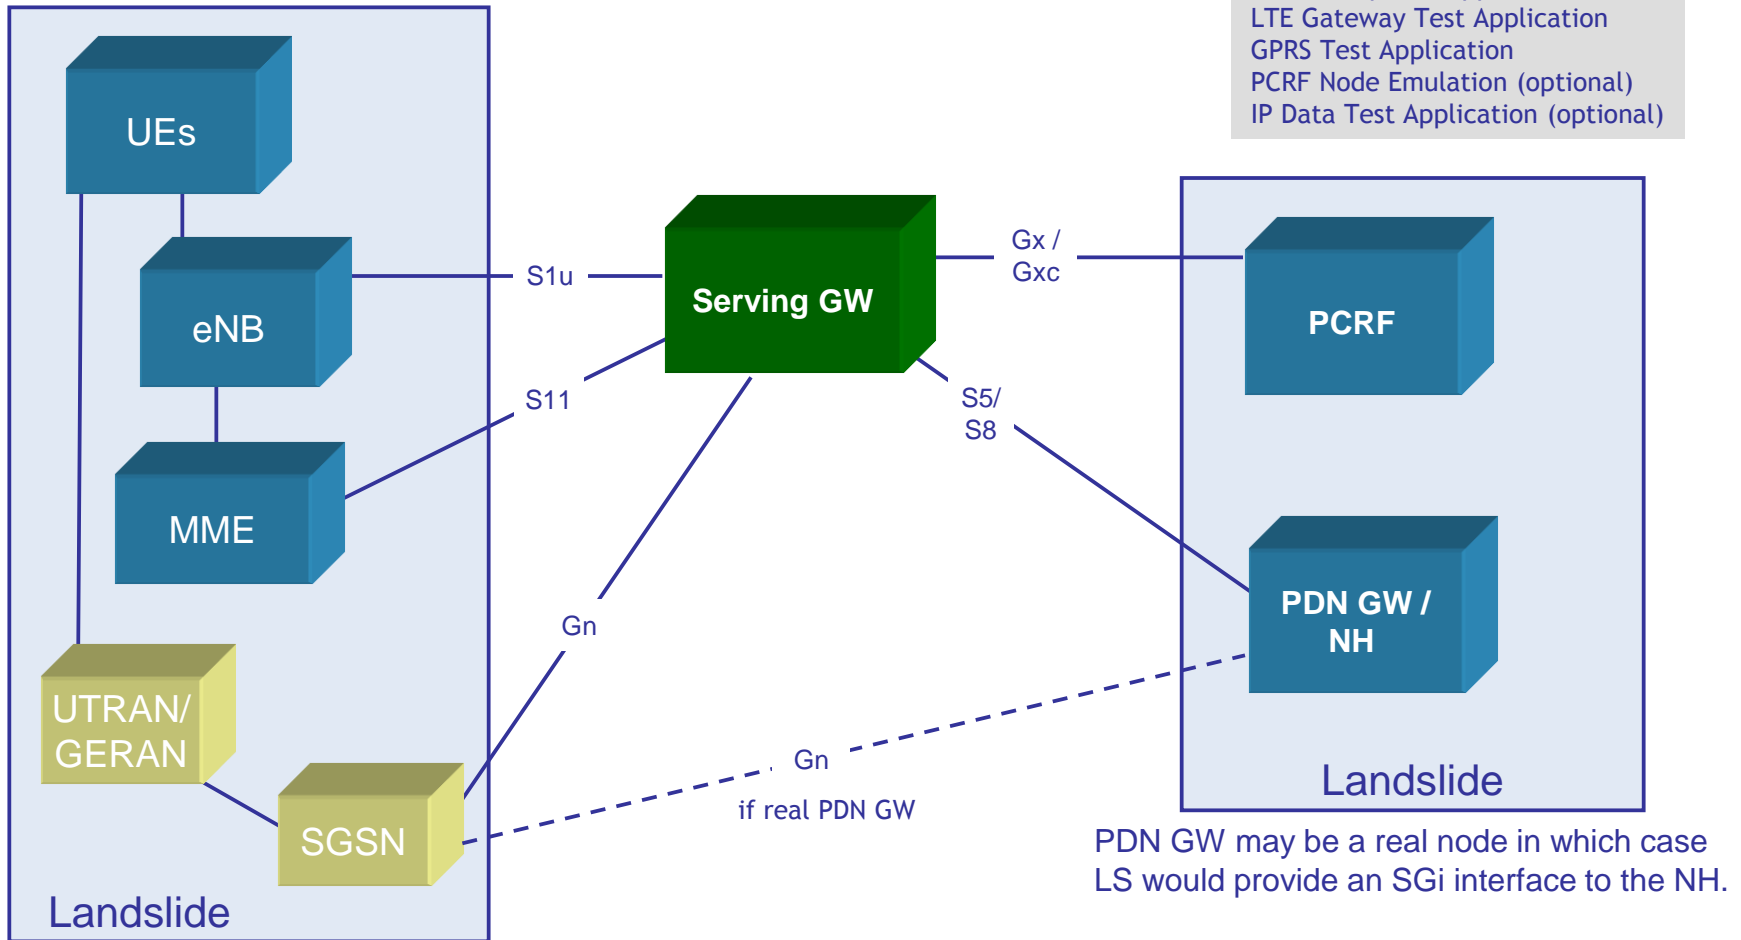 LTE Gateway Test Application
GPRS Test Application
PCRF Node Emulation (optional)
IP Data Test Application (optional)
UEs
eNB
MME
UTRAN/
GERAN
SGSN
Landslide
S1u
S11
Gn
Serving GW
Gx /
Gxc
S5/
S8
Gn
if real PDN GW
PCRF
PDN GW /
NH
Landslide
PDN GW may be a real node in which case
LS would provide an SGi interface to the NH.